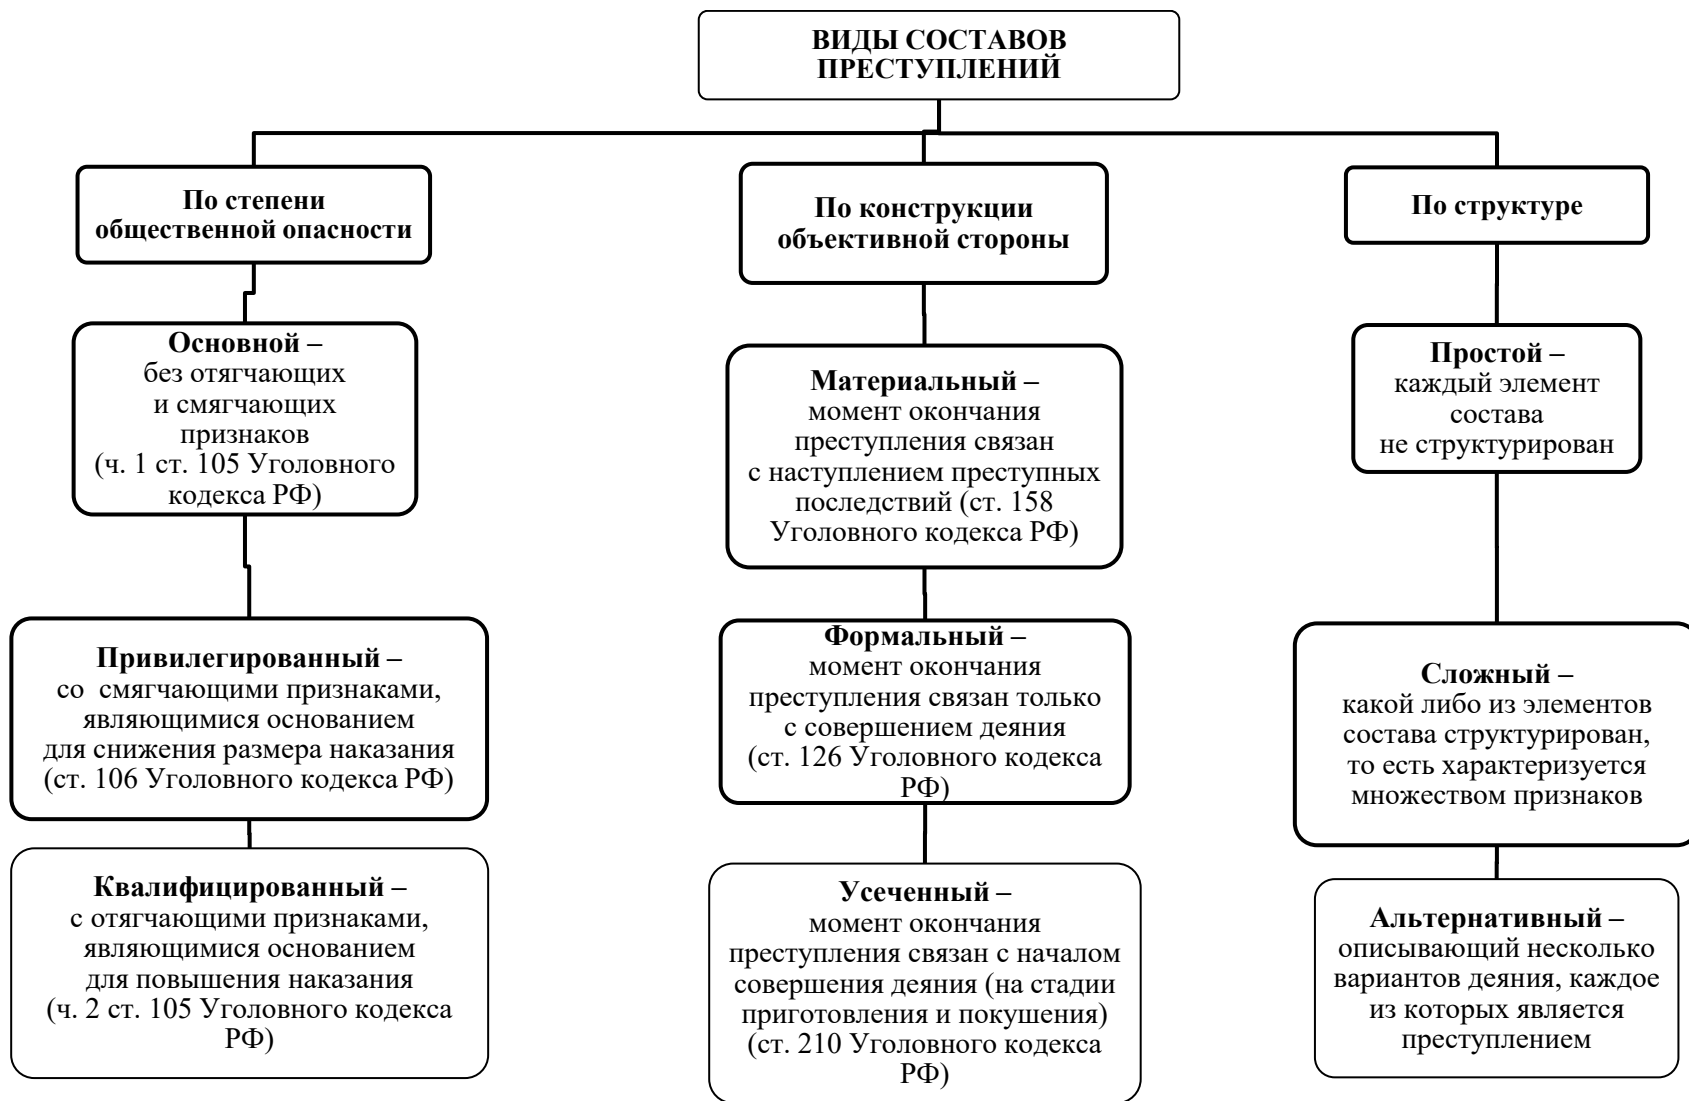 ВИДЫ СОСТАВОВ
ПРЕСТУПЛЕНИЙ
По степени
общественной опасности
Основной –
без отягчающих
и смягчающих
признаков
(ч. 1 ст. 105 Уголовного
кодекса РФ)
Привилегированный –
со смягчающими признаками,
являющимися основанием
для снижения размера наказания
(ст. 106 Уголовного кодекса РФ)
Квалифицированный –
с отягчающими признаками,
являющимися основанием
для повышения наказания
(ч. 2 ст. 105 Уголовного кодекса
РФ)
По конструкции
объективной стороны
Материальный –
момент окончания
преступления связан
с наступлением преступных
последствий (ст. 158
Уголовного кодекса РФ)
Формальный –
момент окончания
преступления связан только
с совершением деяния
(ст. 126 Уголовного кодекса
РФ)
Усеченный –
момент окончания
преступления связан с началом
совершения деяния (на стадии
приготовления и покушения)
(ст. 210 Уголовного кодекса
РФ)
По структуре
Простой –
каждый элемент
состава
не структурирован
Сложный –
какой либо из элементов
состава структурирован,
то есть характеризуется
множеством признаков
Альтернативный –
описывающий несколько
вариантов деяния, каждое
из которых является
преступлением